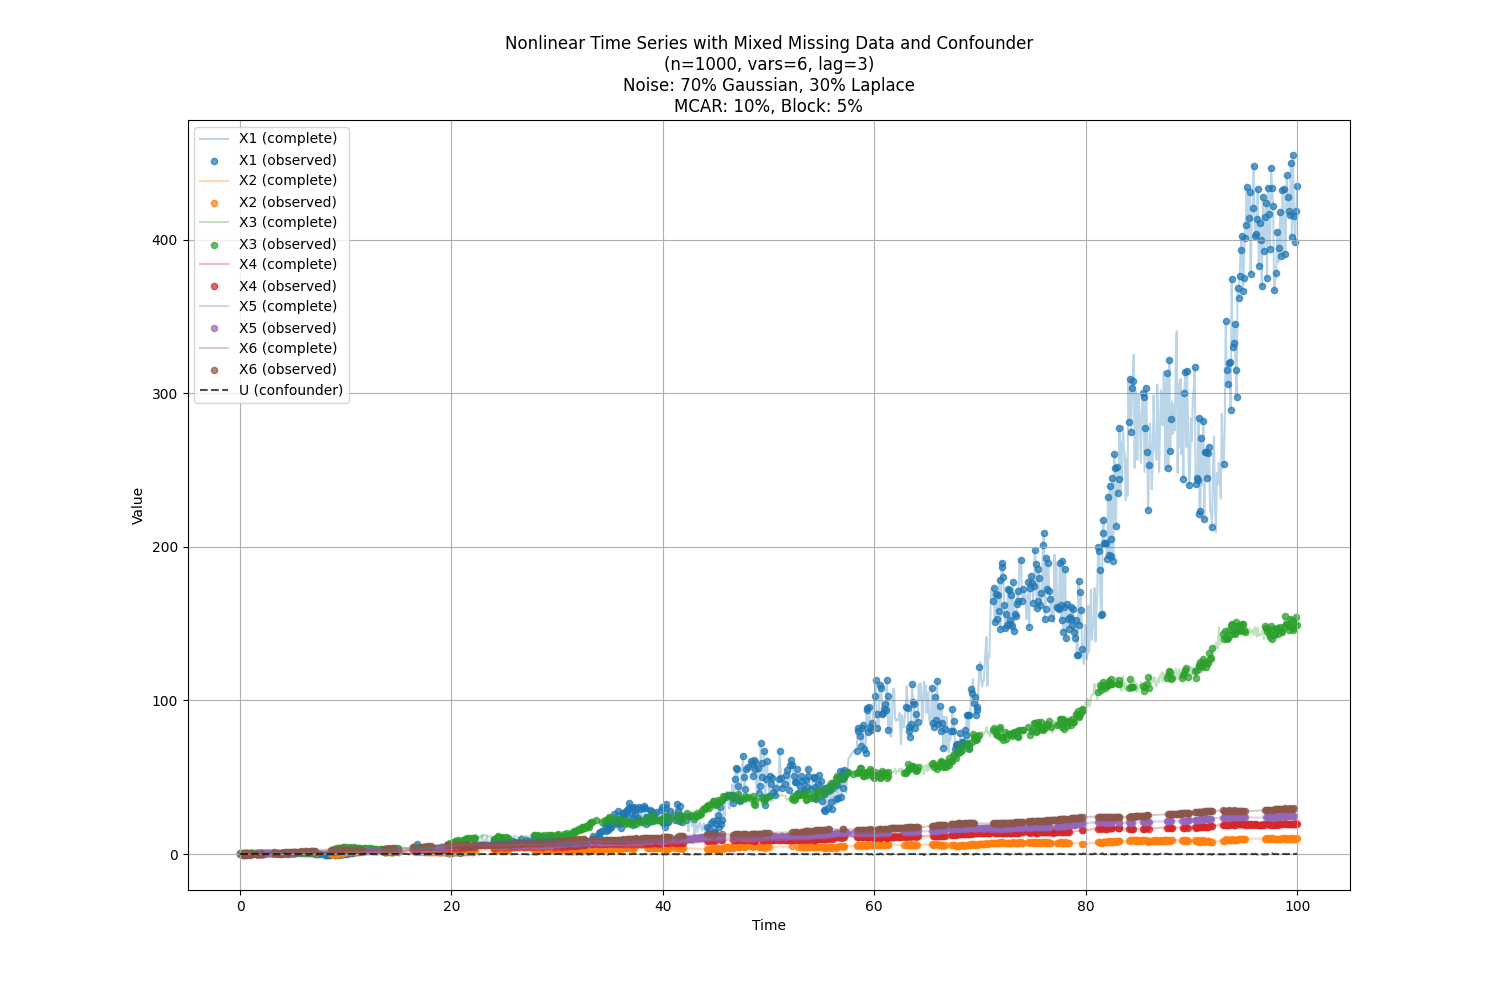 Nonlinear Time Series with Mixed Missing Data and Confounder
(n=1000, vars=6, lag=3)
Noise: 70% Gaussian, 30% Laplace
MCAR: 10%, Block: 5%
X1 (complete)
X1 (observed)
X2 (complete)
X2 (observed)
X3 (complete)
X3 (observed)
X4 (complete)
X4 (observed)
X5 (complete)
X5 (observed)
X6 (complete)
X6 (observed)
U (confounder)
400
300
200
100
0
Value
0 20 40 60 80 100
Time